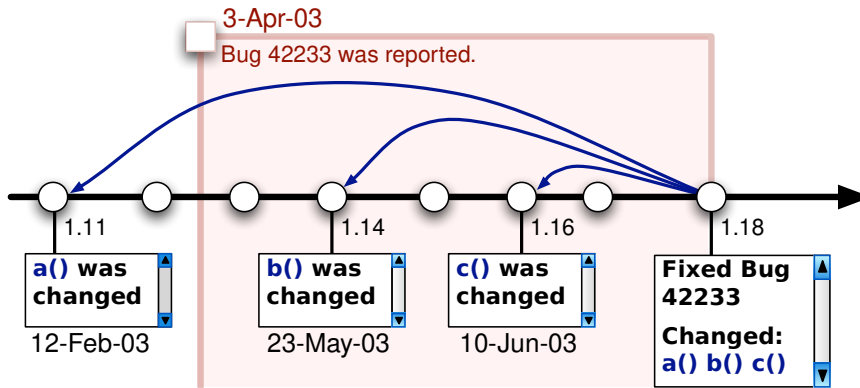 3-Apr-03
Bug 42233 was reported.
1.11
1.14
1.16
1.18
a() was
changed
12-Feb-03
b() was
changed
23-May-03
c() was
changed
10-Jun-03
Fixed Bug
42233
Changed:
a() b() c()